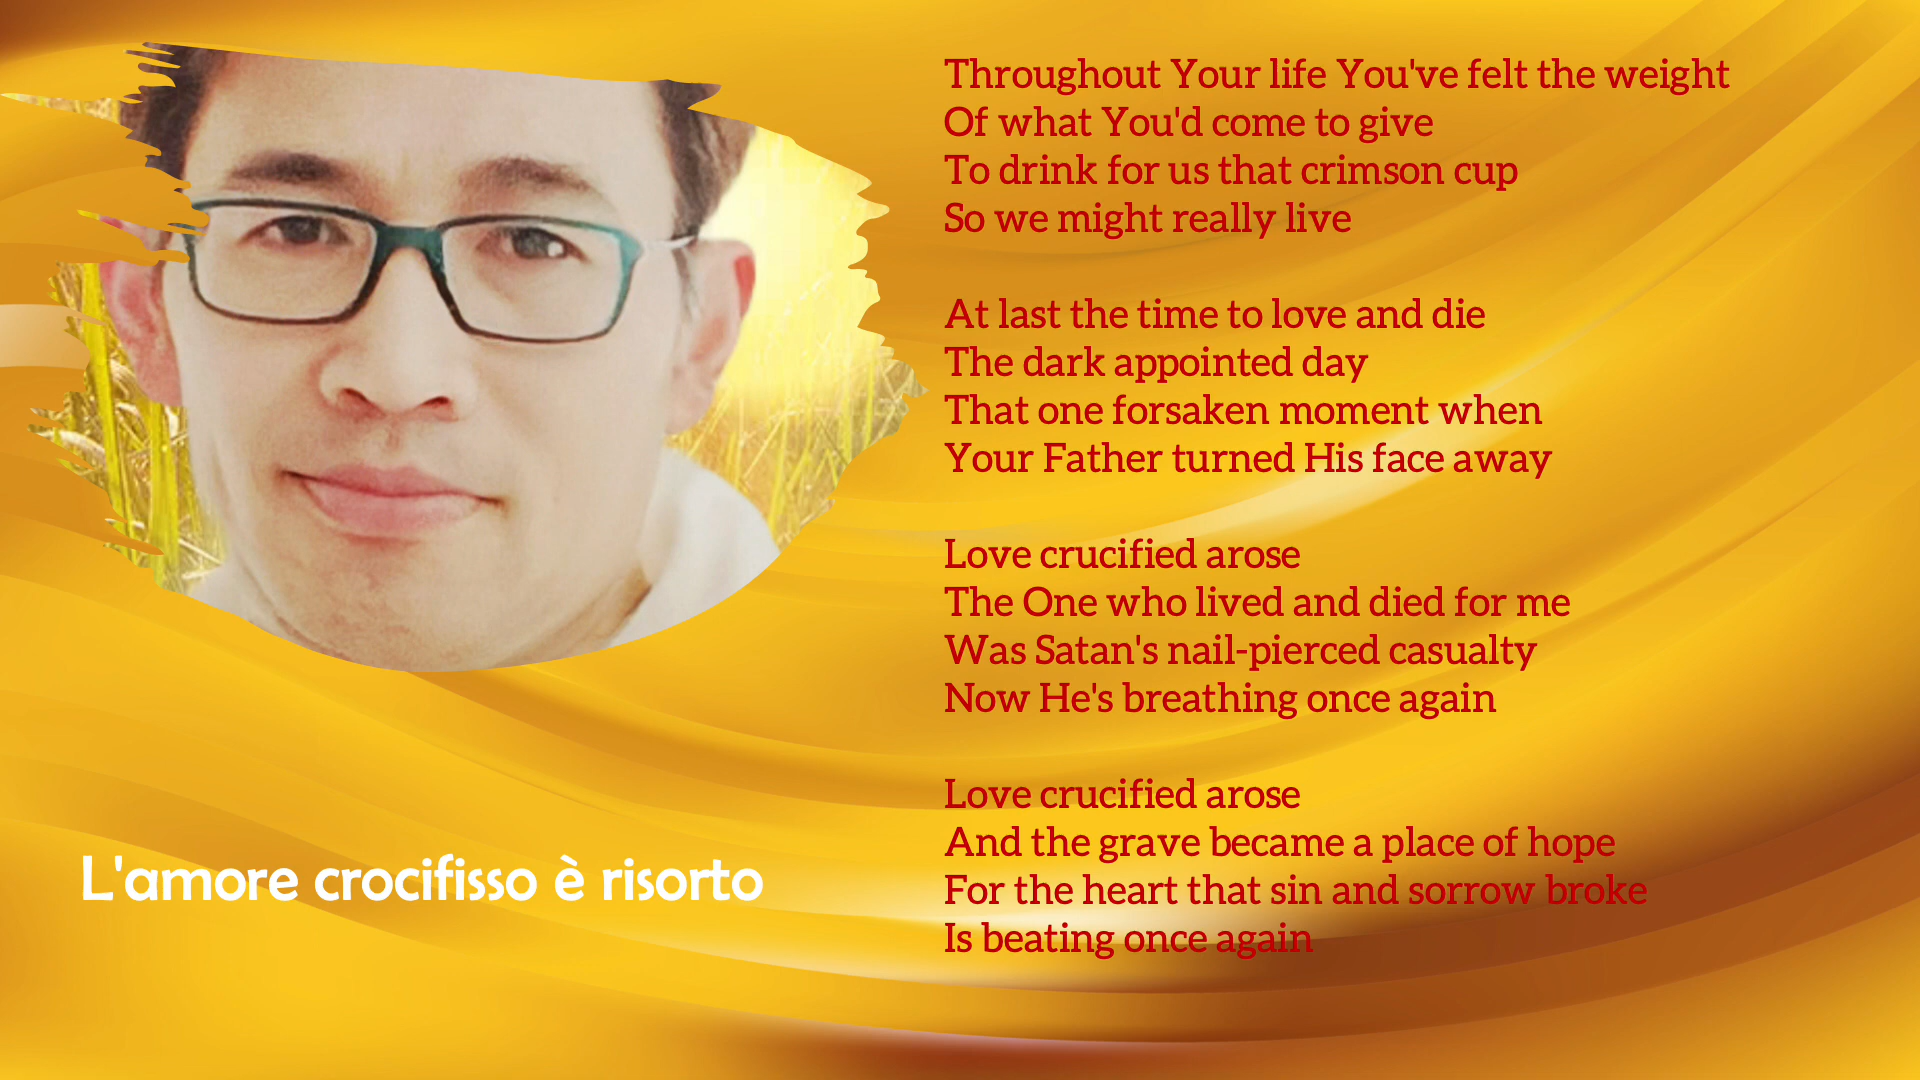 Throughout Your life You've felt the weight
Of what You'd come to give
To drink for us that crimson cup
So we might really live
At last the time to love and die
The dark appointed day
That one forsaken moment when
Your Father turned His face away
Love crucified arose
The One who lived and died for me
Was Satan's nail-pierced casualty
Now He's breathing once again
Love crucified arose
And the grave became a place of hope
For the heart that sin and sorrow broke
Is beating once again
L'amore crocifisso è risorto